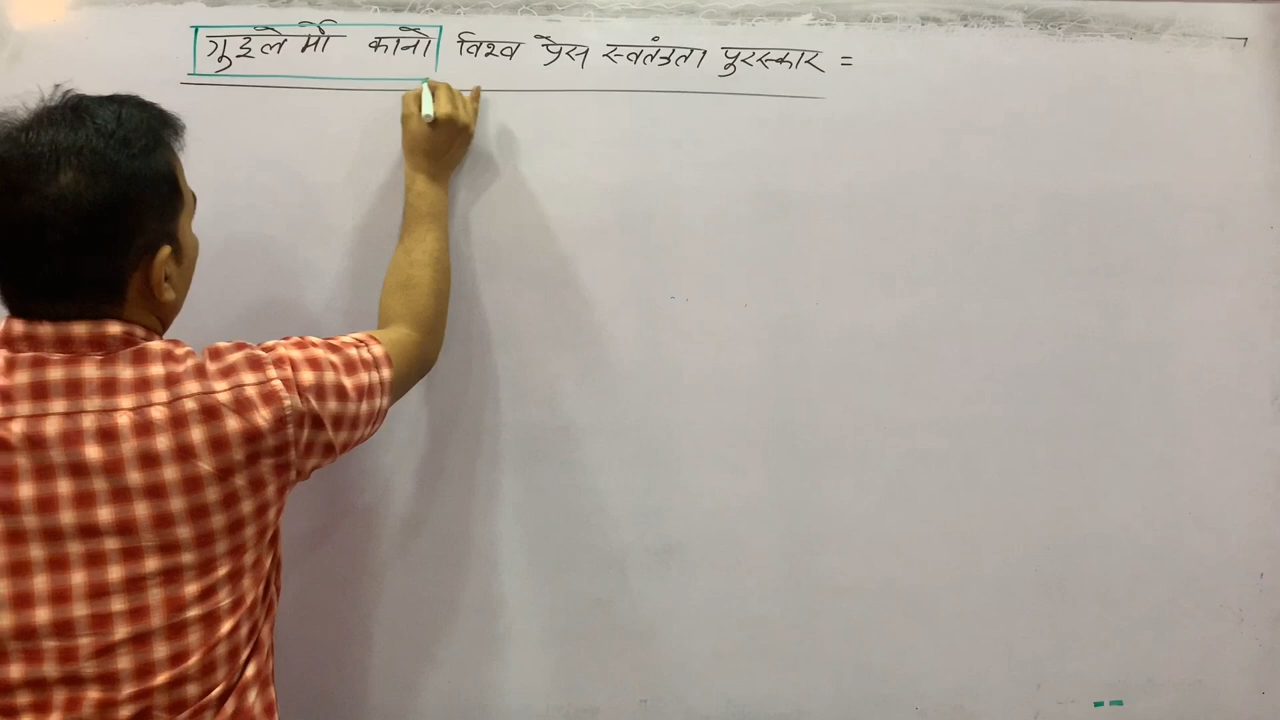 गुइलेर्मो कानो विश्व प्रेस स्वतंत्रता पुरस्कार =